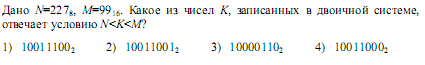 Дано N=227₈, M=99₁₆. Какое из чисел K, записанных в двоичной системе,
отвечает условию N<K<M?
1) 10011100₂ 2) 10011001₂ 3) 10000110₂ 4) 10011000₂